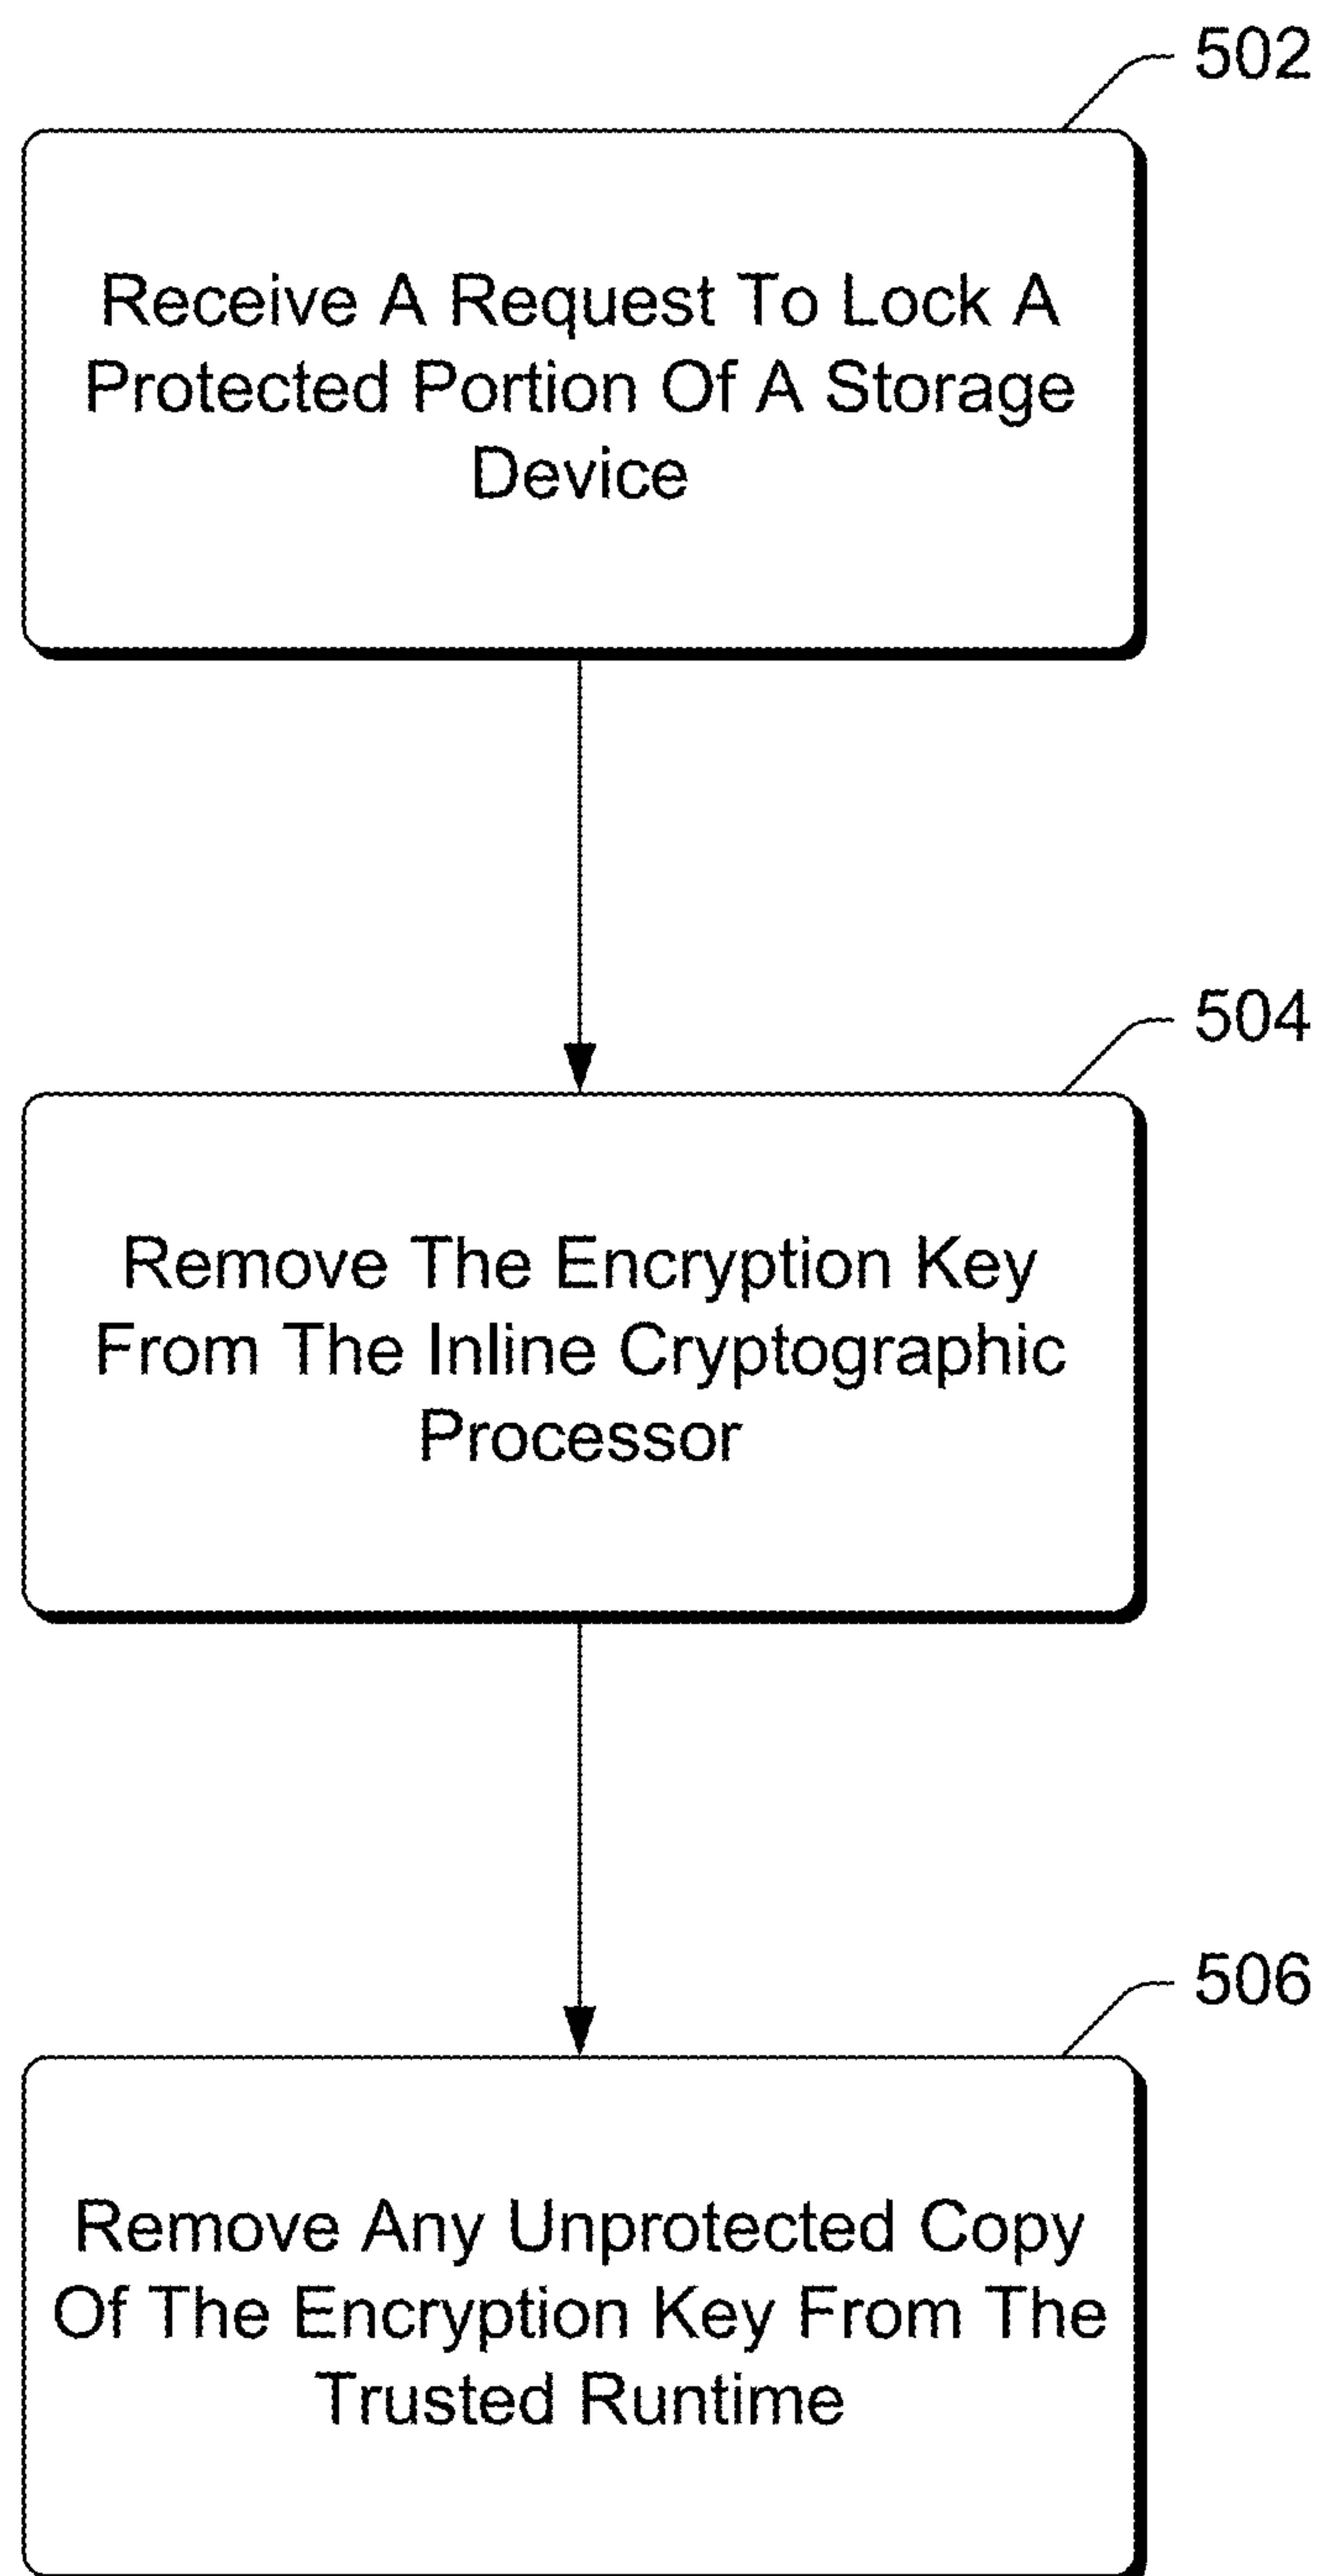 502
Receive A Request To Lock A
Protected Portion Of A Storage
Device
504
Remove The Encryption Key
From The Inline Cryptographic
Processor
506
Remove Any Unprotected Copy
Of The Encryption Key From The
Trusted Runtime